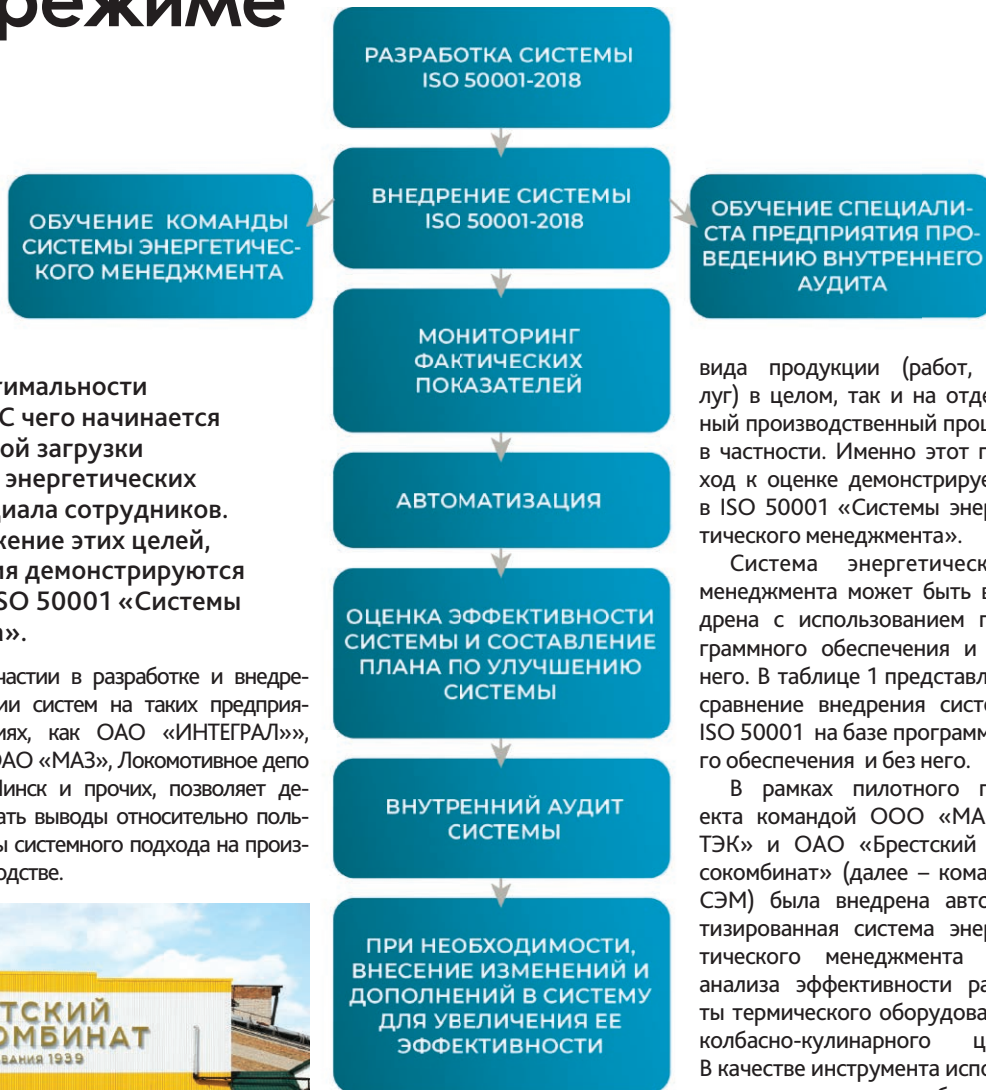 режиме
РАЗРАБОТКА СИСТЕМЫ
ISO 50001-2018
ВНЕДРЕНИЕ СИСТЕМЫ
ISO 50001-2018
ОБУЧЕНИЕ КОМАНДЫ
СИСТЕМЫ ЭНЕРГЕТИЧЕС-
КОГО МЕНЕДЖМЕНТА
ОБУЧЕНИЕ СПЕЦИАЛИ-
СТА ПРЕДПРИЯТИЯ ПРО-
ВЕДЕНИЮ ВНУТРЕННЕГО
АУДИТА
МОНИТОРИНГ
ФАКТИЧЕСКИХ
ПОКАЗАТЕЛЕЙ
АВТОМАТИЗАЦИЯ
ОЦЕНКА ЭФФЕКТИВНОСТИ
СИСТЕМЫ И СОСТАВЛЕНИЕ
ПЛАНА ПО УЛУЧШЕНИЮ
СИСТЕМЫ
ВНУТРЕННИЙ АУДИТ
СИСТЕМЫ
ПРИ НЕОБХОДИМОСТИ,
ВНЕСЕНИЕ ИЗМЕНЕНИЙ И
ДОПОЛНЕНИЙ В СИСТЕМУ
ДЛЯ УВЕЛИЧЕНИЯ ЕЕ
ЭФФЕКТИВНОСТИ
тимальности
С чего начинается
ой загрузки
энергетических
циала сотрудников.
жение этих целей,
ия демонстрируются
SO 50001 «Системы
а».
частии в разработке и внедре-
ии систем на таких предприя-
иях, как ОАО «ИНТЕГРАЛ»»,
ОАО «МАЗ», Локомотивное депо
Минск и прочих, позволяет де-
ать выводы относительно поль-
ы системного подхода на произ-
одстве.
ТСКИЙ
ОМБИНАТ
ОВАНИЯ 1939
вида продукции (работ,
луг) в целом, так и на отде
ный производственный проц
в частности. Именно этот п
ход к оценке демонстрируе
в ISO 50001 «Системы энер
тического менеджмента».
Система энергетическ
менеджмента может быть в
дрена с использованием п
граммного обеспечения и
него. В таблице 1 представл
сравнение внедрения систе
ISO 50001 на базе программ
го обеспечения и без него.
В рамках пилотного п
екта командой ООО «МА
ТЭК» и ОАО «Брестский
сокомбинат» (далее – кома
СЭМ) была внедрена авто
тизированная система энер
тического менеджмента
анализа эффективности ра
ты термического оборудова
колбасно-кулинарного ц
В качестве инструмента испо